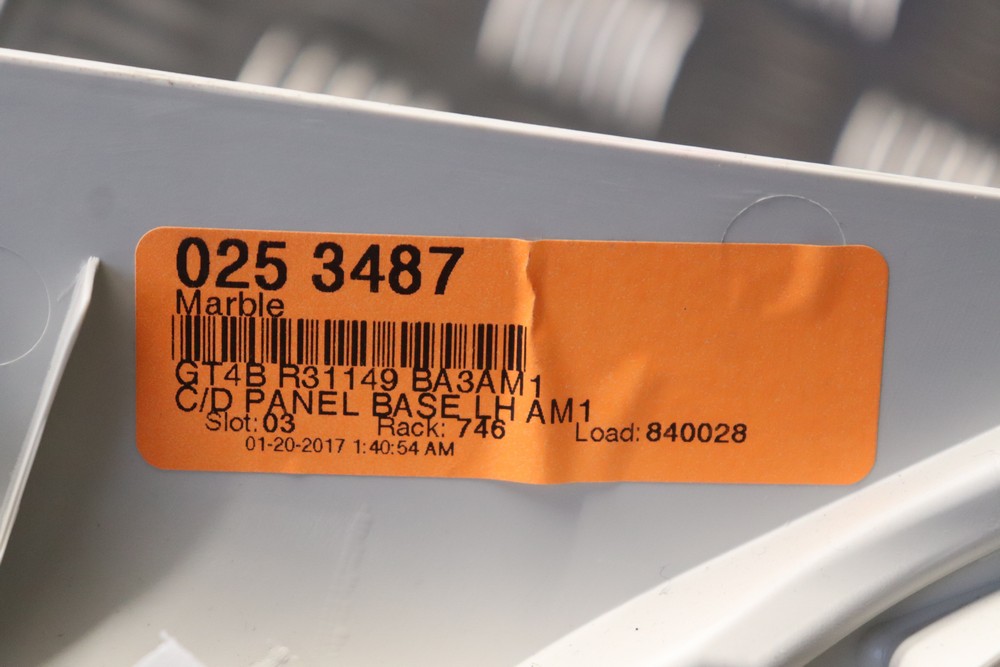 025 3487
Marble
GT4B R31149 BA3AM1
C/D PANEL BASE LH AM1
Slot: 03 Rack: 746 Load: 840028
01-20-2017 1:40:54 AM